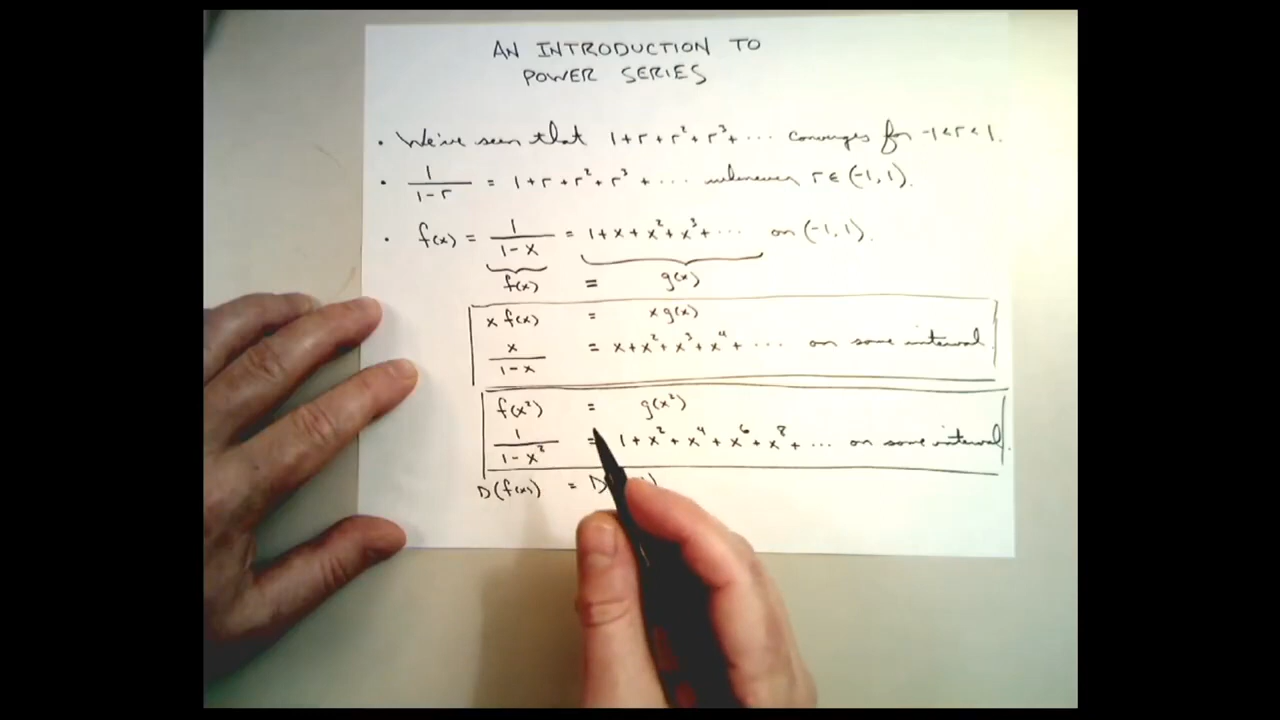 AN INTRODUCTION TO
POWER SERIES
• We've seen that 1 + r + r² + r³ + ... converges for -1 < r < 1.
• 1/(1-r) = 1 + r + r² + r³ + ... whenever r ∈ (-1, 1).
• f(x) = 1/(1-x) = 1 + x + x² + x³ + ... on (-1, 1).
f(x) = g(x)
x f(x) = x g(x)
x/(1-x) = x + x² + x³ + x⁴ + ... on some interval
f(x²) = g(x²)
1/(1-x²) = 1 + x² + x⁴ + x⁶ + x⁸ + ... on some interval.
D(f(x)) = D